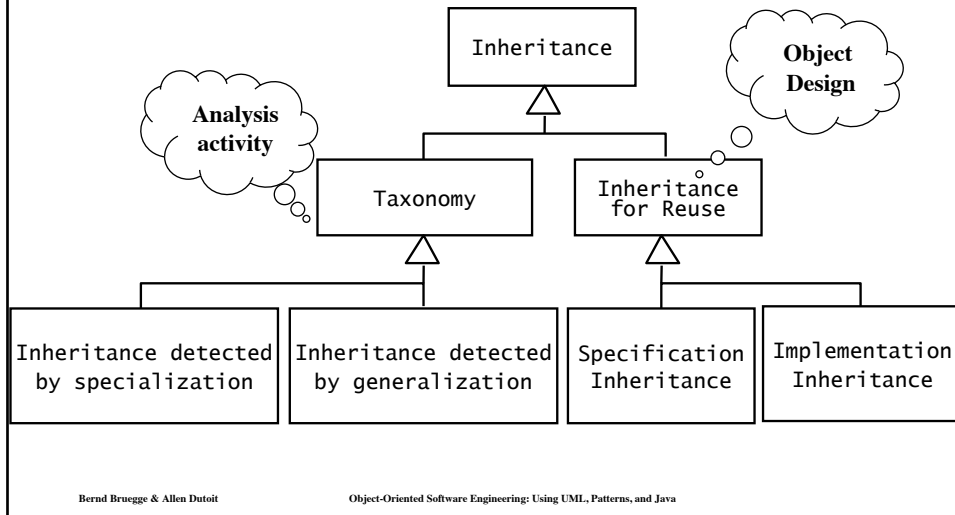 Inheritance
Object
Design
Analysis
activity
Taxonomy
Inheritance
for Reuse
Inheritance detected
by specialization
Inheritance detected
by generalization
Specification
Inheritance
Implementation
Inheritance
Bernd Bruegge & Allen Dutoit
Object-Oriented Software Engineering: Using UML, Patterns, and Java